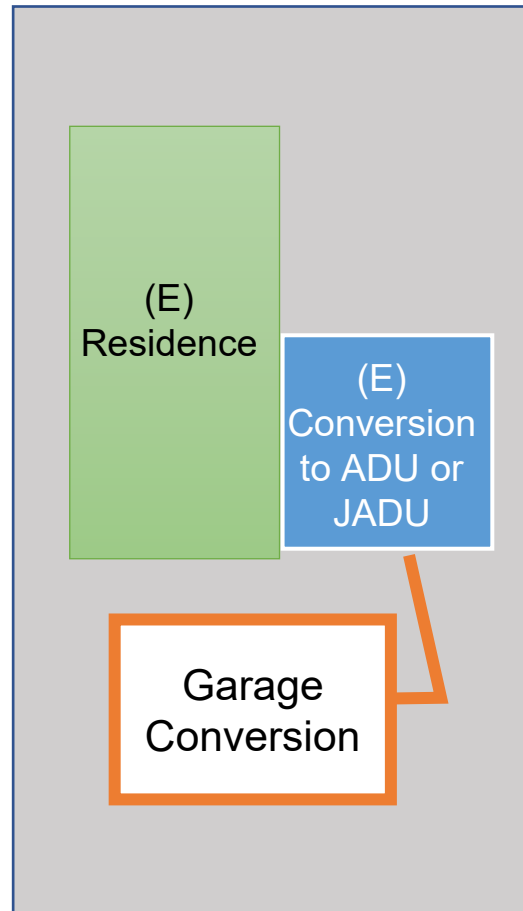 (E)
Residence
(E)
Conversion
to ADU or
JADU
Garage
Conversion